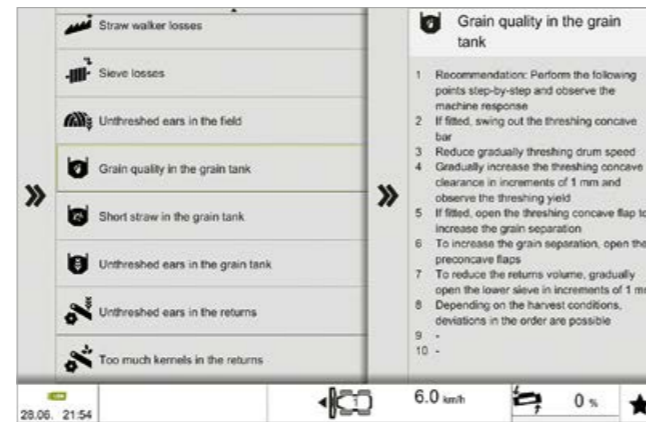 Straw walker losses
Sieve losses
Unthreshed ears in the field
Grain quality in the grain tank
Short straw in the grain tank
Unthreshed ears in the grain tank
Unthreshed ears in the returns
Too much kernels in the returns
Grain quality in the grain
tank
1 Recommendation: Perform the following
points step-by-step and observe the
machine response
2 If fitted, swing out the threshing concave
bar
3 Reduce gradually threshing drum speed
4 Gradually increase the threshing concave
clearance in increments of 1 mm and
observe the threshing yield
5 If fitted, open the threshing concave flap to
increase the grain separation
6 To increase the grain separation, open the
preconcave flaps
7 To reduce the returns volume, gradually
open the lower sieve in increments of 1 m
8 Depending on the harvest conditions,
deviations in the order are possible
9 -
10 -
28.06. 21:54
1
6.0 km/h
0 %